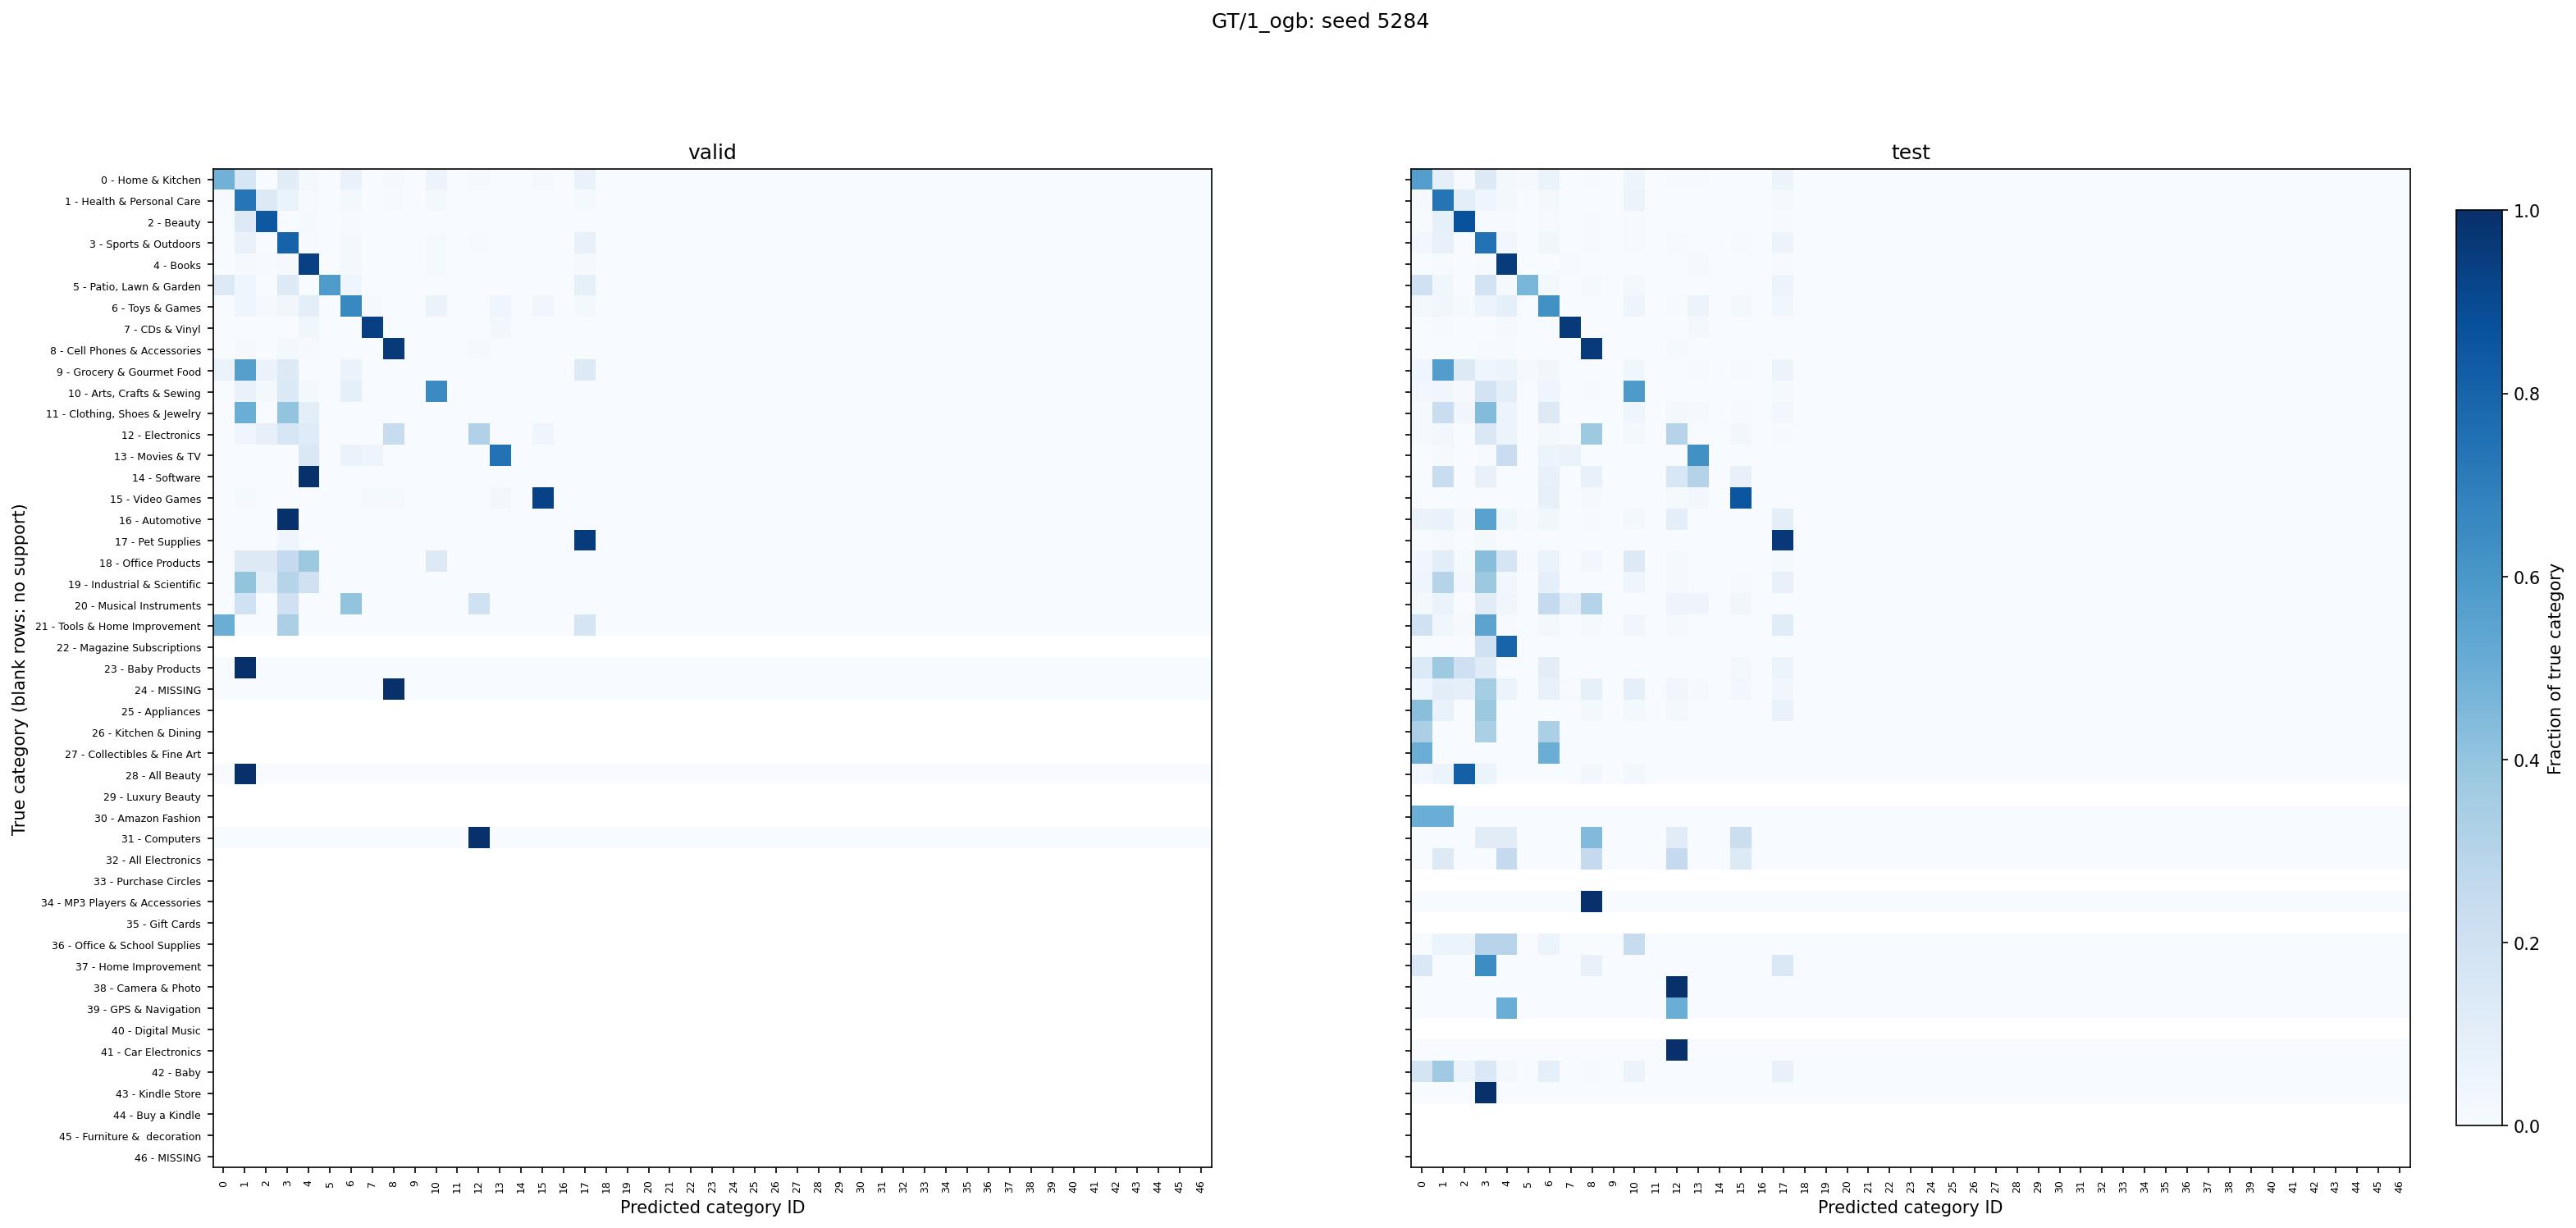 GT/1_ogb: seed 5284
valid
test
True category (blank rows: no support)
0 - Home & Kitchen
1 - Health & Personal Care
2 - Beauty
3 - Sports & Outdoors
4 - Books
5 - Patio, Lawn & Garden
6 - Toys & Games
7 - CDs & Vinyl
8 - Cell Phones & Accessories
9 - Grocery & Gourmet Food
10 - Arts, Crafts & Sewing
11 - Clothing, Shoes & Jewelry
12 - Electronics
13 - Movies & TV
14 - Software
15 - Video Games
16 - Automotive
17 - Pet Supplies
18 - Office Products
19 - Industrial & Scientific
20 - Musical Instruments
21 - Tools & Home Improvement
22 - Magazine Subscriptions
23 - Baby Products
24 - MISSING
25 - Appliances
26 - Kitchen & Dining
27 - Collectibles & Fine Art
28 - All Beauty
29 - Luxury Beauty
30 - Amazon Fashion
31 - Computers
32 - All Electronics
33 - Purchase Circles
34 - MP3 Players & Accessories
35 - Gift Cards
36 - Office & School Supplies
37 - Home Improvement
38 - Camera & Photo
39 - GPS & Navigation
40 - Digital Music
41 - Car Electronics
42 - Baby
43 - Kindle Store
44 - Buy a Kindle
45 - Furniture &  decoration
46 - MISSING
0 1 2 3 4 5 6 7 8 9 10 11 12 13 14 15 16 17 18 19 20 21 22 23 24 25 26 27 28 29 30 31 32 33 34 35 36 37 38 39 40 41 42 43 44 45 46
Predicted category ID
0 1 2 3 4 5 6 7 8 9 10 11 12 13 14 15 16 17 18 19 20 21 22 23 24 25 26 27 28 29 30 31 32 33 34 35 36 37 38 39 40 41 42 43 44 45 46
Predicted category ID
1.0
0.8
0.6
0.4
0.2
0.0
Fraction of true category